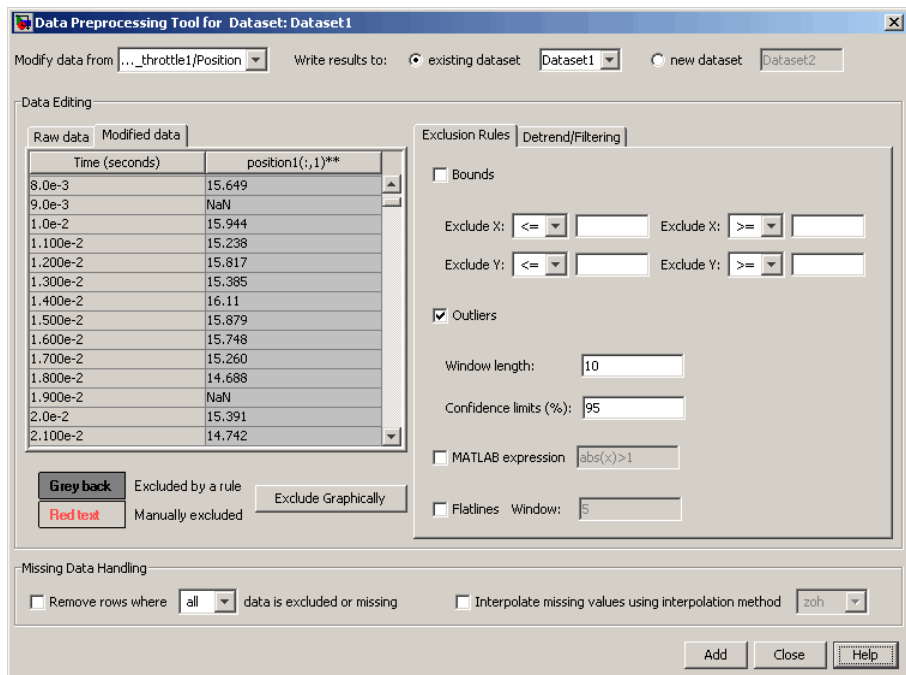 Data Preprocessing Tool for Dataset: Dataset1
Modify data from ..._throttle1/Position Write results to: existing dataset Dataset1 new dataset Dataset2
Data Editing
Raw data Modified data
Time (seconds) position1(:,1)**
8.0e-3 15.649
9.0e-3 NaN
1.0e-2 15.944
1.100e-2 15.238
1.200e-2 15.817
1.300e-2 15.385
1.400e-2 16.11
1.500e-2 15.879
1.600e-2 15.748
1.700e-2 15.260
1.800e-2 14.688
1.900e-2 NaN
2.0e-2 15.391
2.100e-2 14.742
Grey back Excluded by a rule
Red text Manually excluded
Exclude Graphically
Exclusion Rules Detrend/Filtering
Bounds
Exclude X: <= Exclude X: >=
Exclude Y: <= Exclude Y: >=
Outliers
Window length: 10
Confidence limits (%): 95
MATLAB expression abs(x)>1
Flatlines Window: 5
Missing Data Handling
Remove rows where all data is excluded or missing Interpolate missing values using interpolation method zoh
Add Close Help